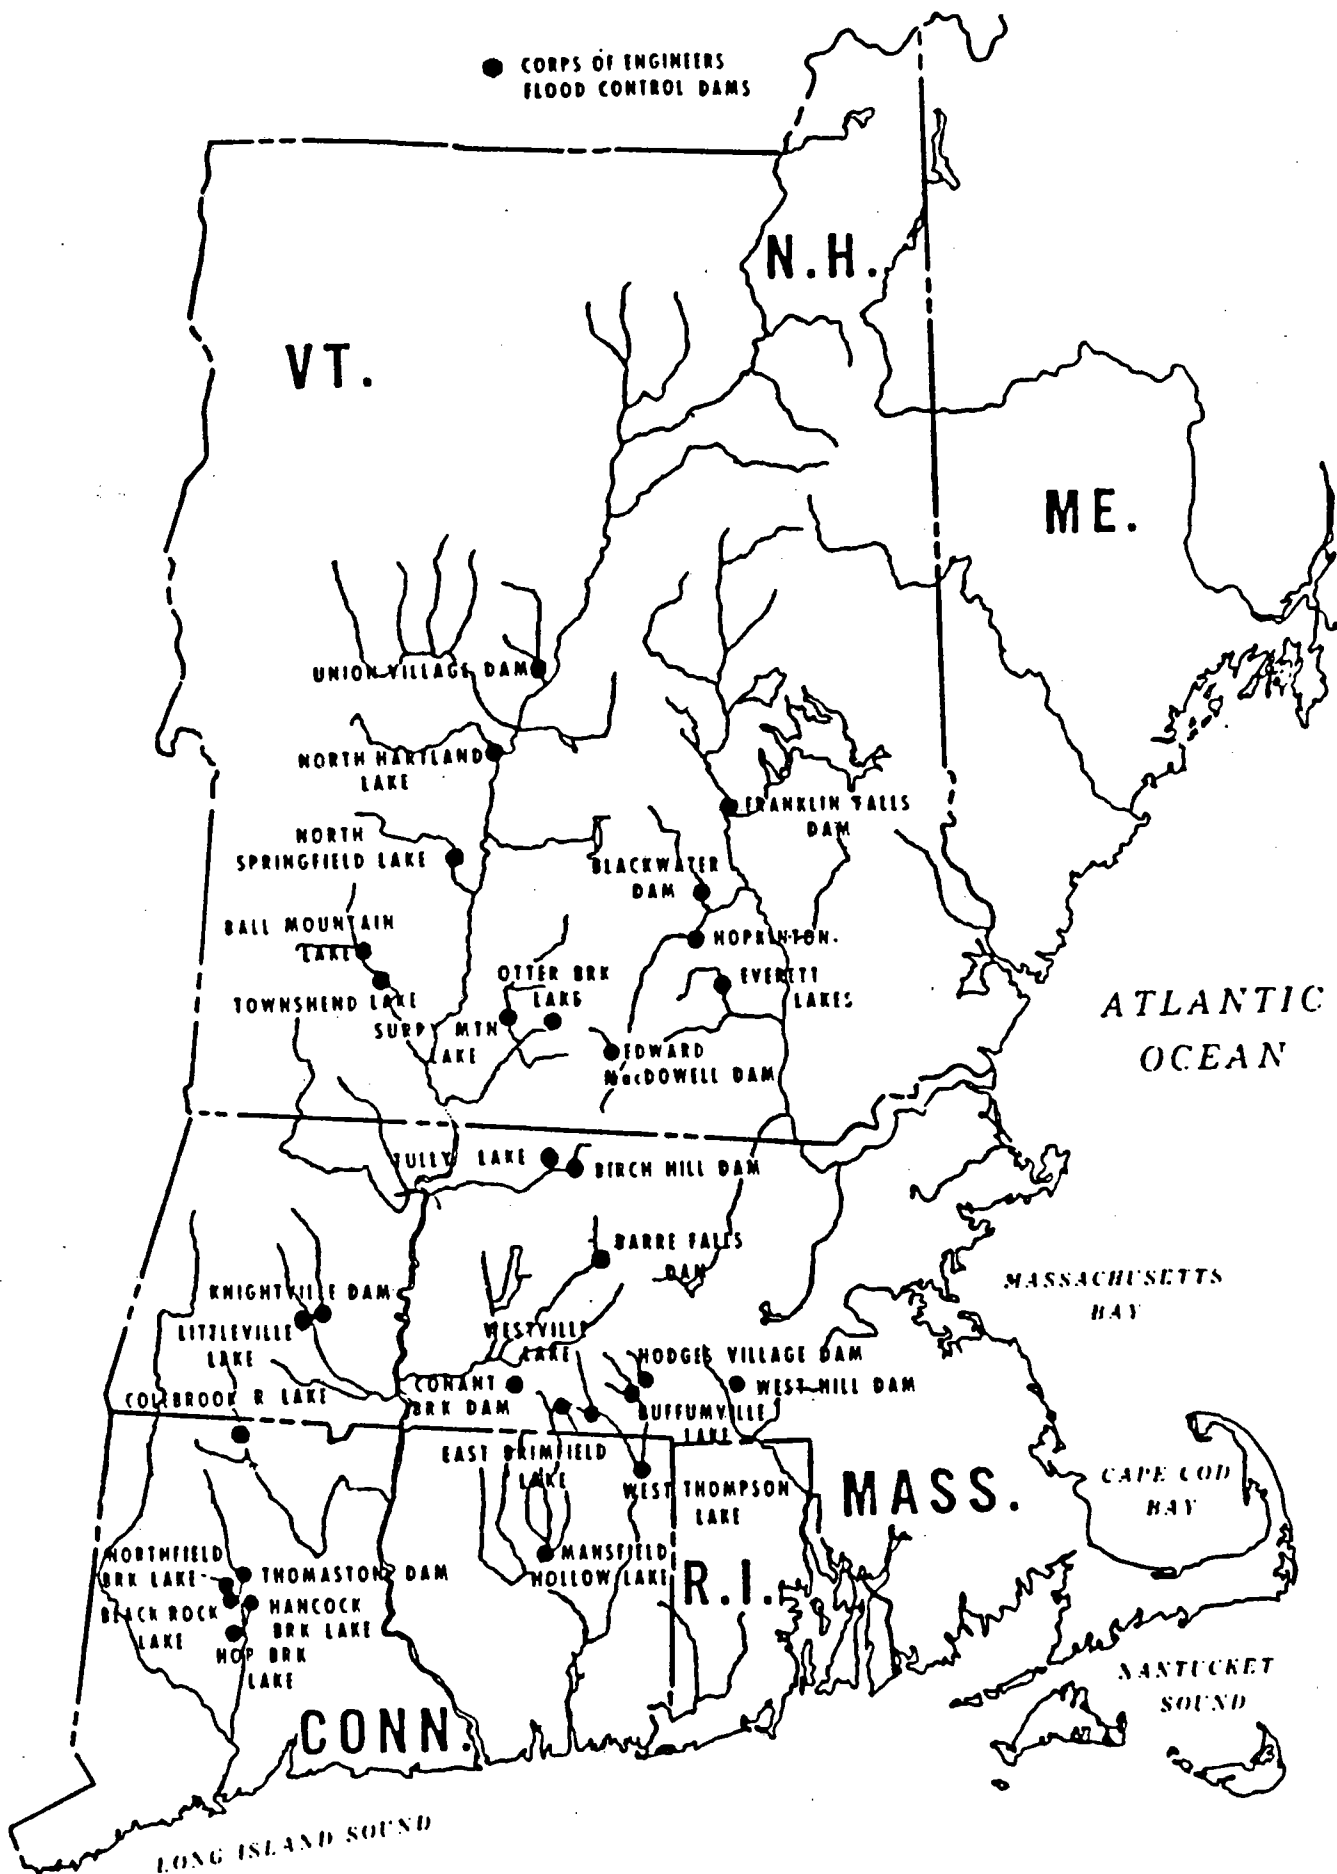 CORPS OF ENGINEERS
FLOOD CONTROL DAMS
N.H.
VT.
ME.
UNION VILLAGE DAM
NORTH HARTLAND
LAKE
FRANKLIN FALLS
DAM
NORTH
SPRINGFIELD LAKE
BLACKWATER
DAM
BALL MOUNTAIN
LAKE
HOPKINTON.
OTTER BRK
LAKE
EVERETT
LAKES
TOWNSHEND LAKE
SURRY MTN
LAKE
ATLANTIC
OCEAN
EDWARD
MacDOWELL DAM
TULLY LAKE
BIRCH HILL DAM
BARRE FALLS
DAM
KNIGHTVILLE DAM
MASSACHUSETTS
BAY
LITTLEVILLE
LAKE
WESTVILLE
LAKE
HODGES VILLAGE DAM
COLEBROOK R LAKE
CONANT
BRK DAM
WEST HILL DAM
BUFFUMVILLE
LAKE
EAST BRIMFIELD
LAKE
WEST THOMPSON
LAKE
MASS.
CAPE COD
BAY
NORTHFIELD
BRK LAKE
THOMASTON DAM
MANSFIELD
HOLLOW LAKE
R.I.
BLACK ROCK
LAKE
HANCOCK
BRK LAKE
HOP BRK
LAKE
NANTUCKET
SOUND
CONN.
LONG ISLAND SOUND